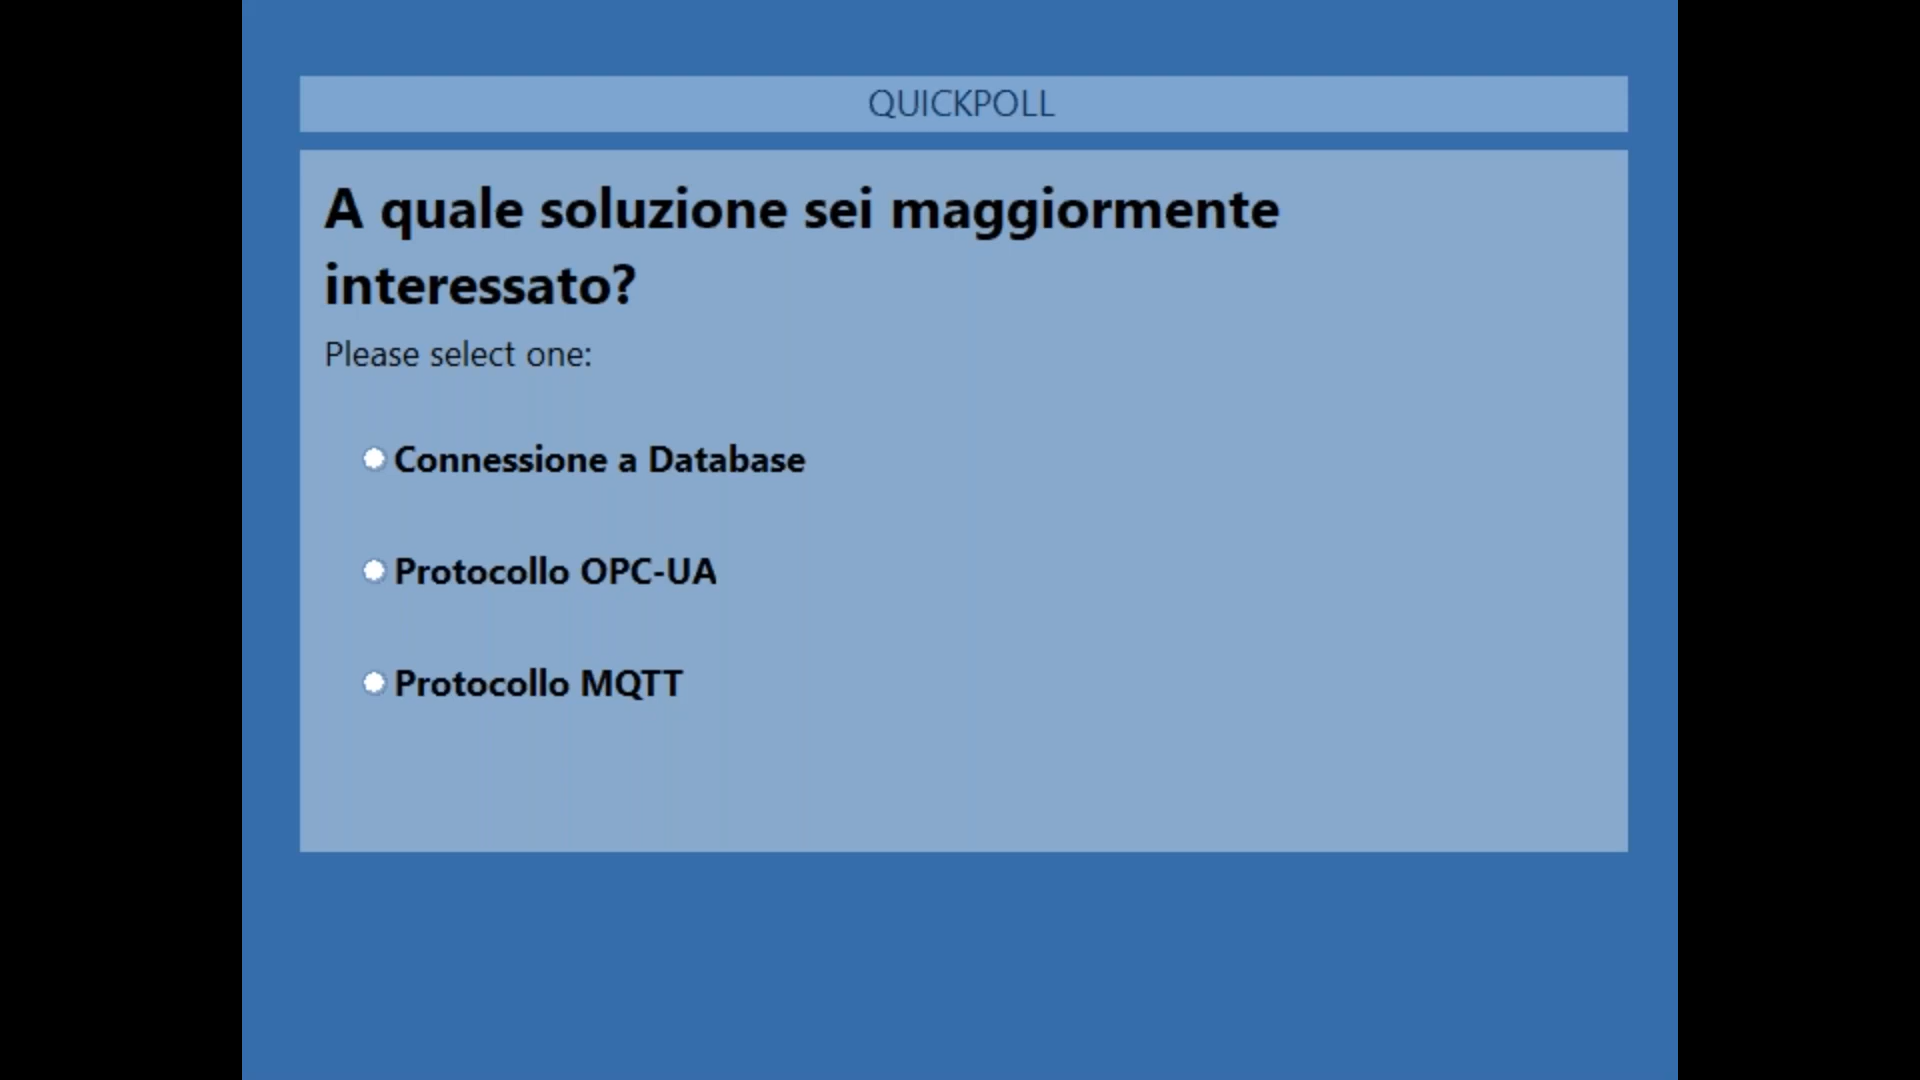 QUICKPOLL
A quale soluzione sei maggiormente
interessato?
Please select one:
Connessione a Database
Protocollo OPC-UA
Protocollo MQTT